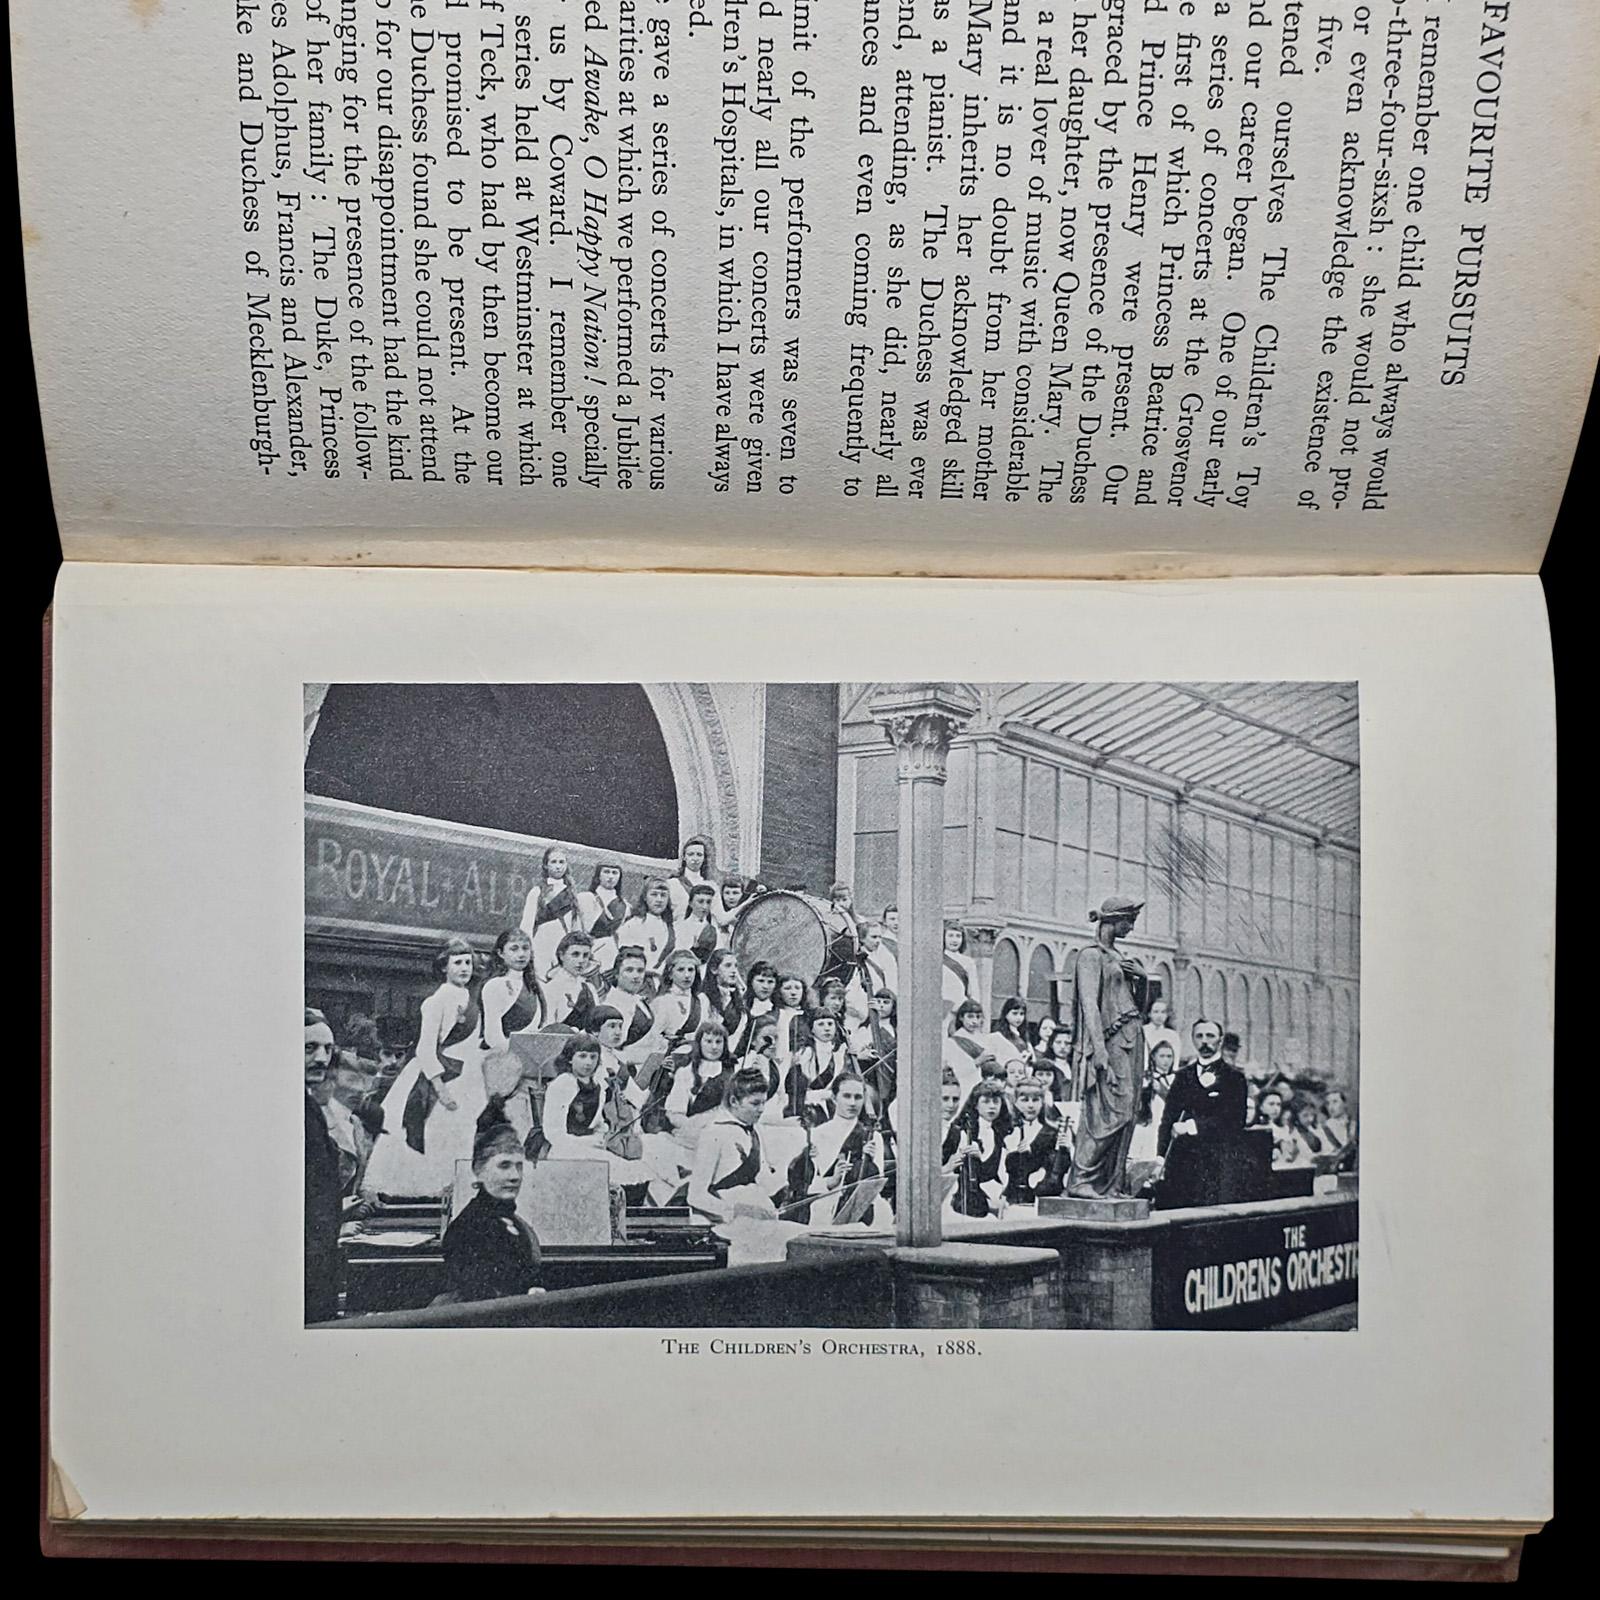 FAVOURITE PURSUITS
remember one child who always would
-three-four-sixsh: she would not pro-
or even acknowledge the existence of
five.
tened ourselves The Children's Toy
nd our career began. One of our early
a series of concerts at the Grosvenor
e first of which Princess Beatrice and
d Prince Henry were present. Our
graced by the presence of the Duchess
her daughter, now Queen Mary. The
a real lover of music with considerable
and it is no doubt from her mother
Mary inherits her acknowledged skill
as a pianist. The Duchess was ever
end, attending, as she did, nearly all
ances and even coming frequently to
imit of the performers was seven to
d nearly all our concerts were given
dren's Hospitals, in which I have always
ed.
e gave a series of concerts for various
arities at which we performed a Jubilee
ed Awake, O Happy Nation! specially
us by Coward. I remember one
series held at Westminster at which
f Teck, who had by then become our
d promised to be present. At the
he Duchess found she could not attend
o for our disappointment had the kind
anging for the presence of the follow-
of her family: The Duke, Princess
es Adolphus, Francis and Alexander,
ake and Duchess of Mecklenburgh-
ROYAL ALB
THE
CHILDRENS ORCHESTR
The Children's Orchestra, 1888.